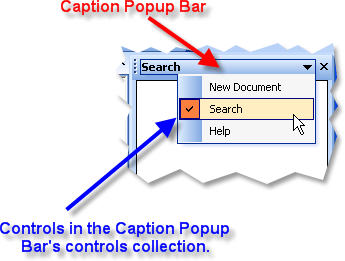 Caption Popup Bar
Search
New Document
Search
Help
Controls in the Caption Popup
Bar's controls collection.